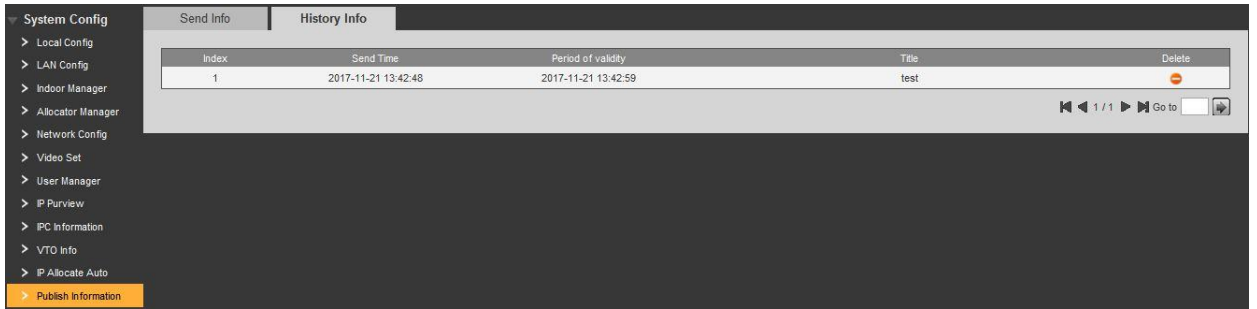 System Config
Local Config
LAN Config
Indoor Manager
Allocator Manager
Network Config
Video Set
User Manager
IP Purview
IPC Information
VTO Info
IP Allocate Auto
Publish Information
Send Info History Info
Index Send Time Period of validity Title Delete
1 2017-11-21 13:42:48 2017-11-21 13:42:59 test
1 / 1 Go to